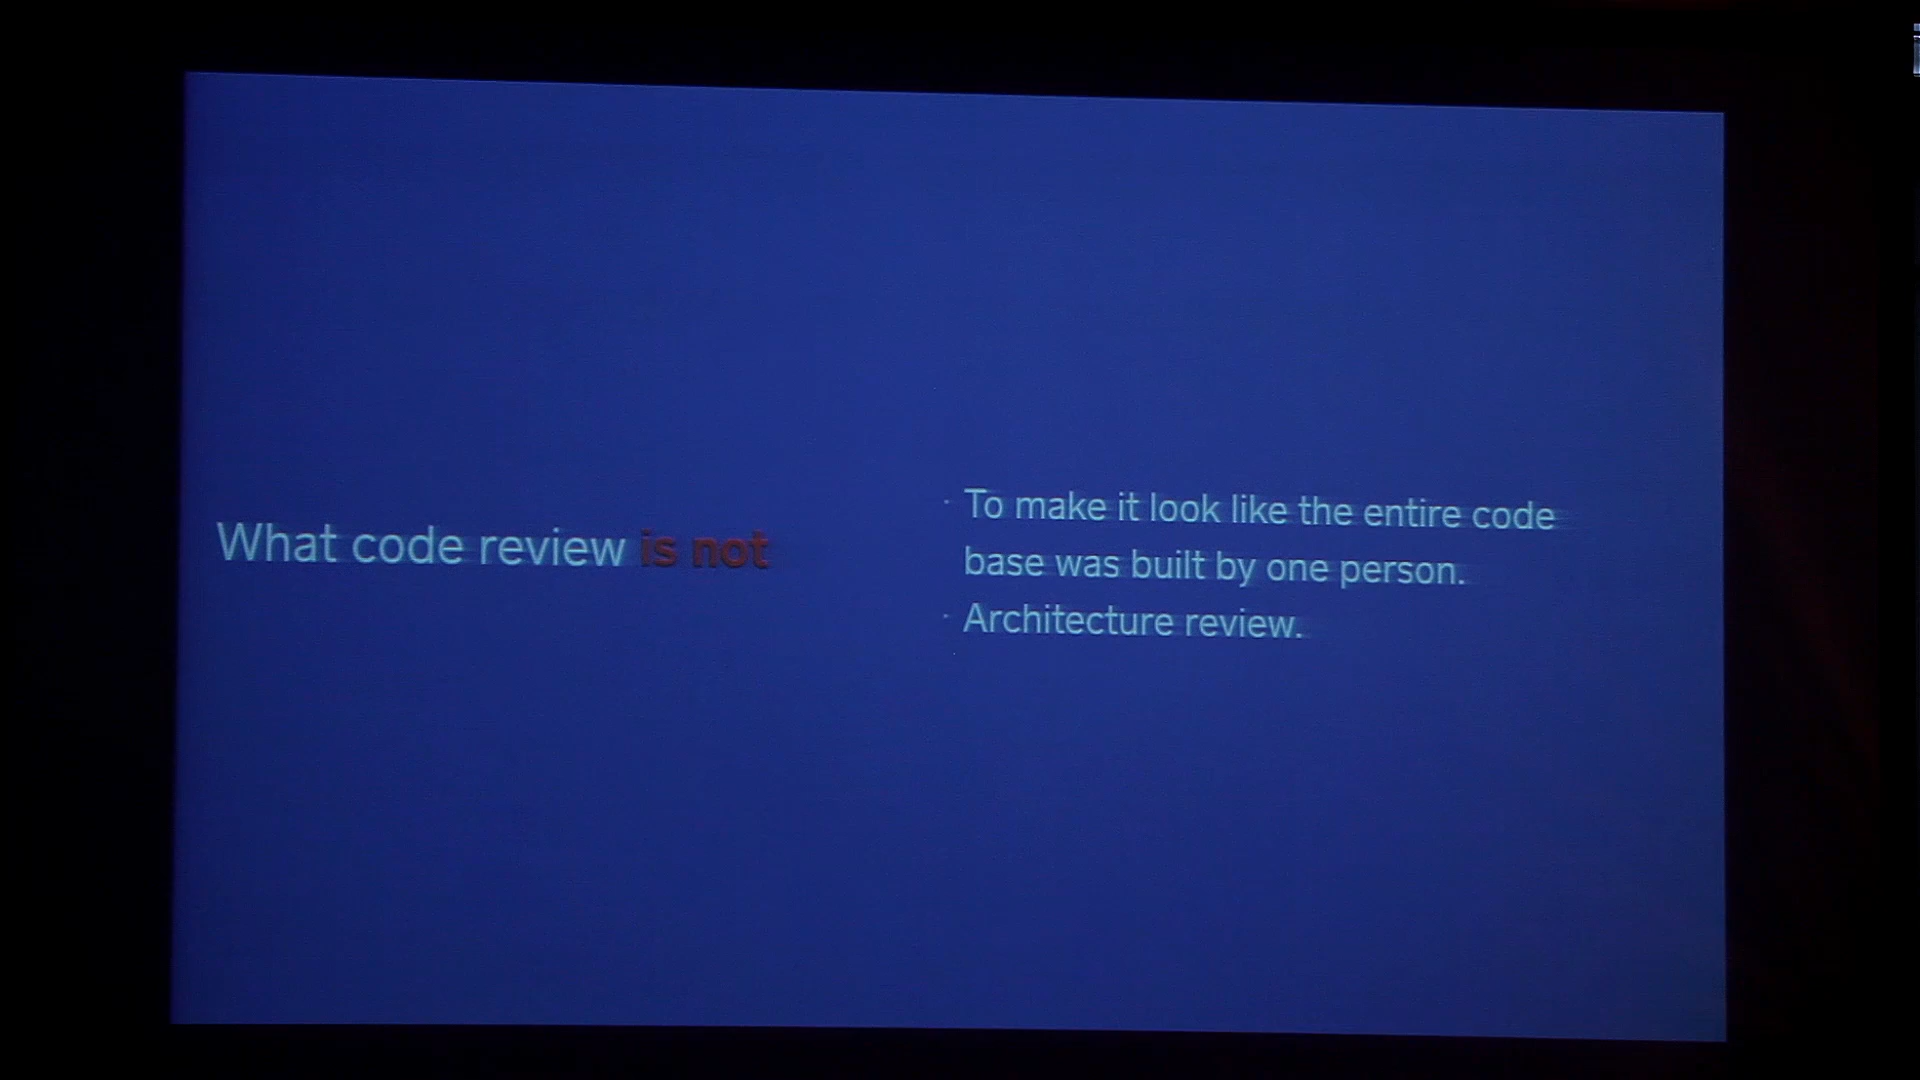 What code review is not
· To make it look like the entire code
base was built by one person.
· Architecture review.